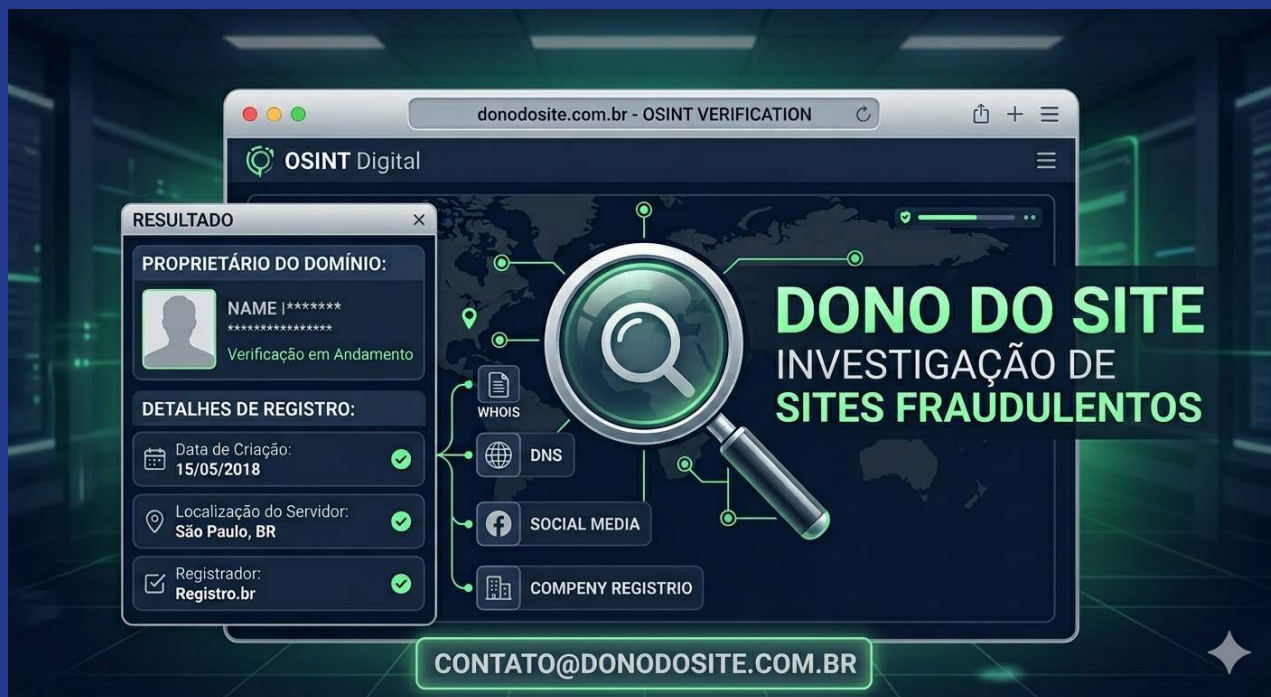 donodosite.com.br - OSINT VERIFICATION
OSINT Digital
RESULTADO
PROPRIETÁRIO DO DOMÍNIO:
NAME |*******
****************
Verificação em Andamento
DETALHES DE REGISTRO:
Data de Criação:
15/05/2018
Localização do Servidor:
São Paulo, BR
Registrador:
Registro.br
WHOIS
DNS
SOCIAL MEDIA
COMPENY REGISTRIO
DONO DO SITE
INVESTIGAÇÃO DE
SITES FRAUDULENTOS
CONTATO@DONODOSITE.COM.BR